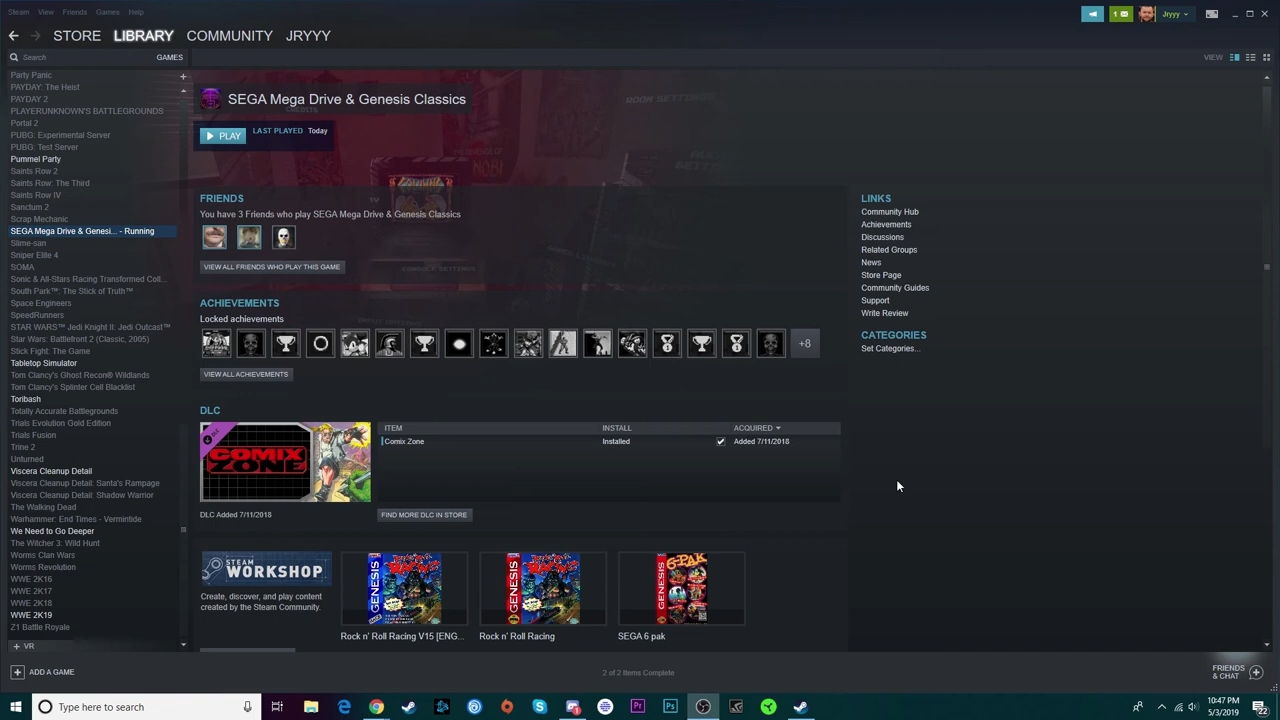 Steam View Friends Games Help
1
Jryyy
STORE LIBRARY COMMUNITY JRYYY
Search
GAMES
VIEW
Party Panic
PAYDAY: The Heist
PAYDAY 2
PLAYERUNKNOWN'S BATTLEGROUNDS
Portal 2
PUBG: Experimental Server
PUBG: Test Server
Pummel Party
Saints Row 2
Saints Row: The Third
Saints Row IV
Sanctum 2
Scrap Mechanic
SEGA Mega Drive & Genesi... - Running
Slime-san
Sniper Elite 4
SOMA
Sonic & All-Stars Racing Transformed Coll...
South Park™: The Stick of Truth™
Space Engineers
SpeedRunners
STAR WARS™ Jedi Knight II: Jedi Outcast™
Star Wars: Battlefront 2 (Classic, 2005)
Stick Fight: The Game
Tabletop Simulator
Tom Clancy's Ghost Recon® Wildlands
Tom Clancy's Splinter Cell Blacklist
Toribash
Totally Accurate Battlegrounds
Trials Evolution Gold Edition
Trials Fusion
Trine 2
Unturned
Viscera Cleanup Detail
Viscera Cleanup Detail: Santa's Rampage
Viscera Cleanup Detail: Shadow Warrior
The Walking Dead
Warhammer: End Times - Vermintide
We Need to Go Deeper
The Witcher 3: Wild Hunt
Worms Clan Wars
Worms Revolution
WWE 2K16
WWE 2K17
WWE 2K18
WWE 2K19
Z1 Battle Royale
+ VR
ADD A GAME
SEGA Mega Drive & Genesis Classics
PLAY
LAST PLAYED Today
FRIENDS
You have 3 Friends who play SEGA Mega Drive & Genesis Classics
VIEW ALL FRIENDS WHO PLAY THIS GAME
ACHIEVEMENTS
Locked achievements
+8
VIEW ALL ACHIEVEMENTS
DLC
DLC
COMIX ZONE
DLC Added 7/11/2018
ITEM INSTALL ACQUIRED
Comix Zone Installed Added 7/11/2018
FIND MORE DLC IN STORE
STEAM WORKSHOP
Create, discover, and play content
created by the Steam Community.
GENESIS
Rock n' Roll Racing V15 [ENG...
GENESIS
Rock n' Roll Racing
GENESIS
6-PAK
SEGA 6 pak
LINKS
Community Hub
Achievements
Discussions
Related Groups
News
Store Page
Community Guides
Support
Write Review
CATEGORIES
Set Categories...
2 of 2 Items Complete
FRIENDS
& CHAT
Type here to search
10:47 PM
5/3/2019
22